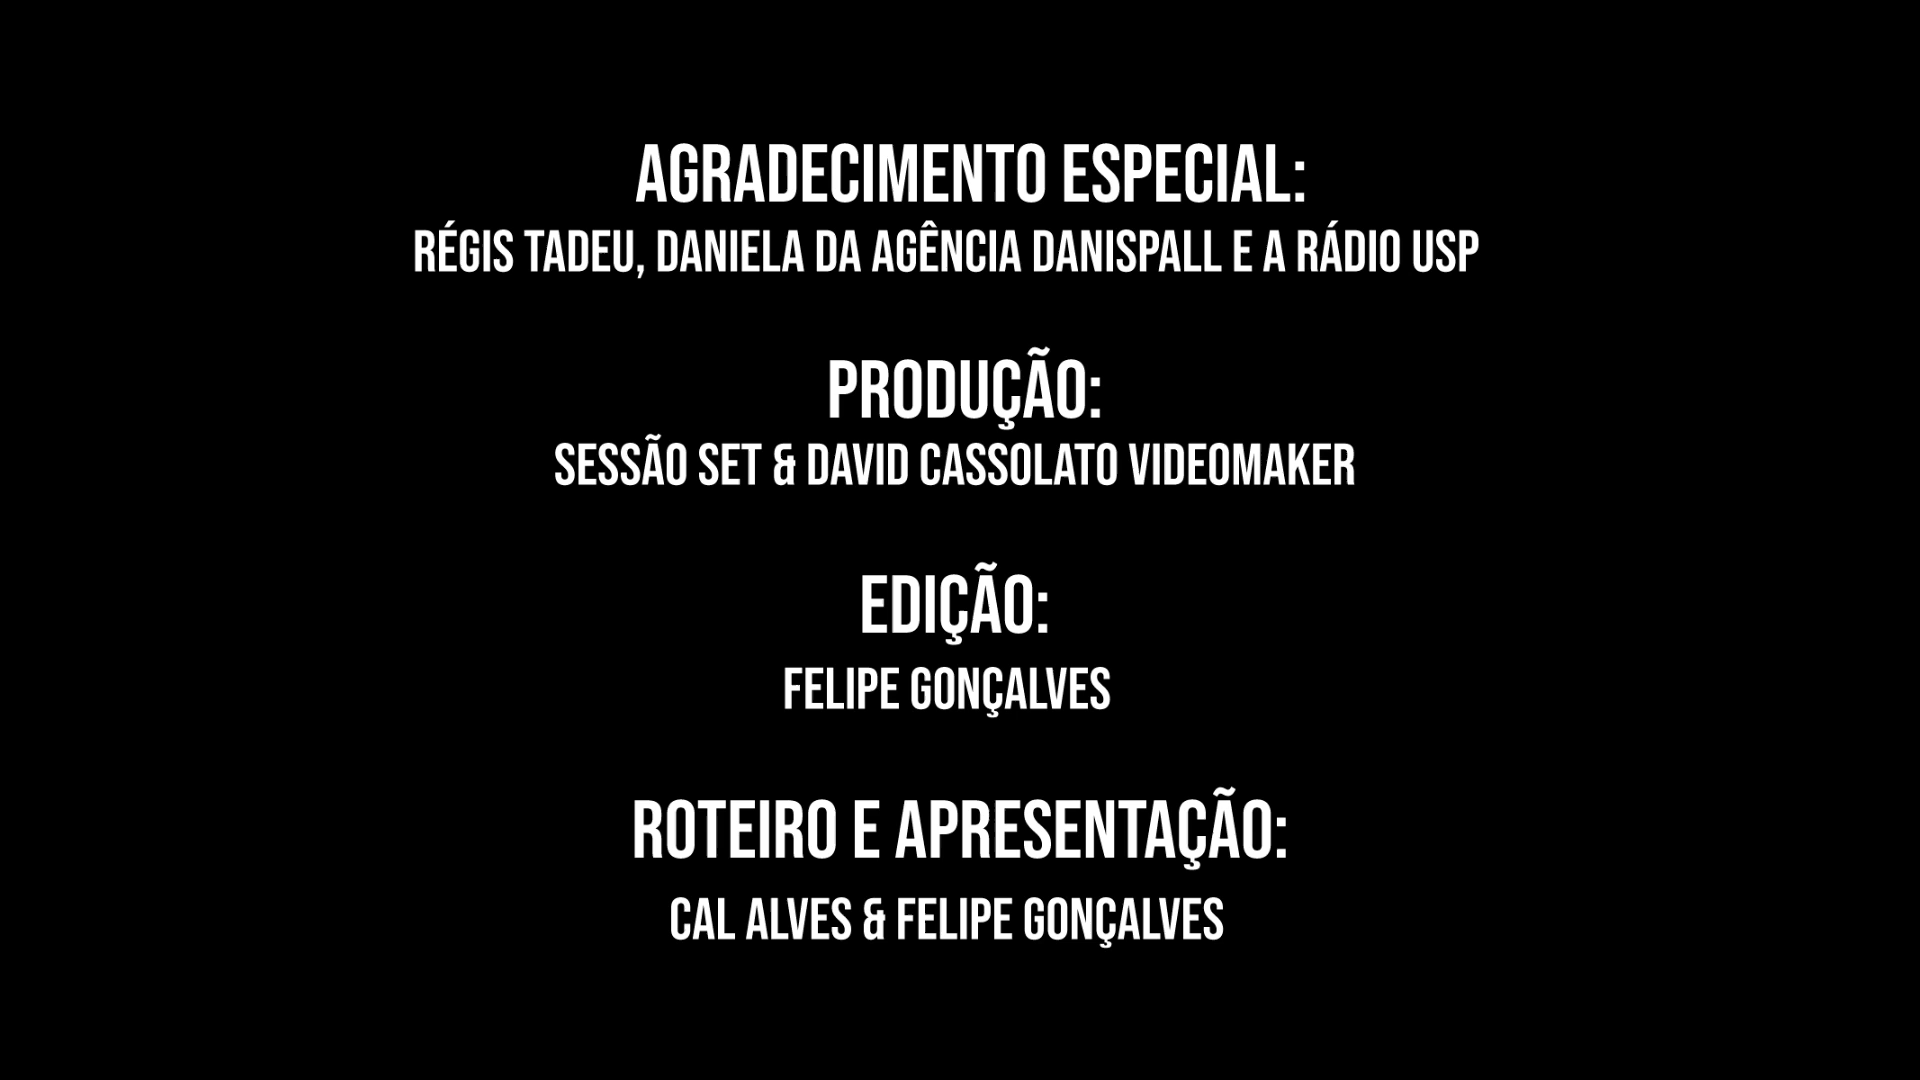 AGRADECIMENTO ESPECIAL:
RÉGIS TADEU, DANIELA DA AGÊNCIA DANISPALL E A RÁDIO USP
PRODUÇÃO:
SESSÃO SET & DAVID CASSOLATO VIDEOMAKER
EDIÇÃO:
FELIPE GONÇALVES
ROTEIRO E APRESENTAÇÃO:
CAL ALVES & FELIPE GONÇALVES